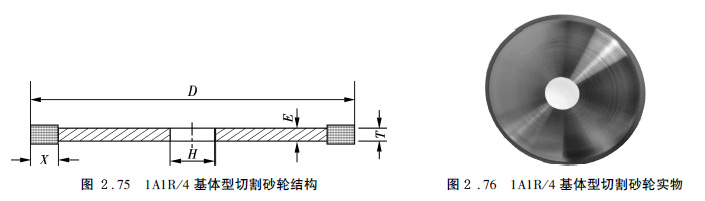 D
E
T
X
H
图 2.75 1A1R/4 基体型切割砂轮结构
图 2.76 1A1R/4 基体型切割砂轮实物